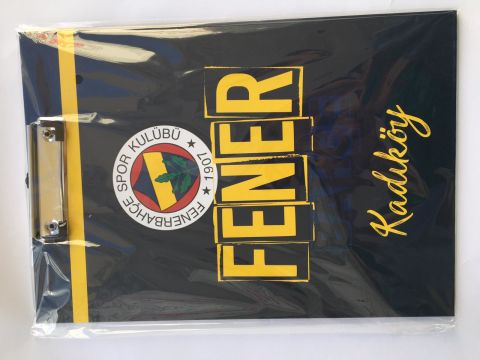 FENERBAHÇE SPOR KULÜBÜ
★ 1907 ★
FENER
Kadıköy